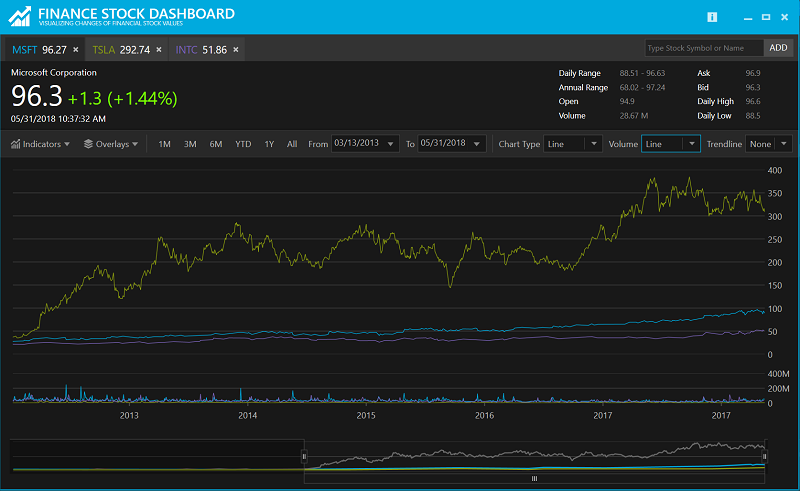 FINANCE STOCK DASHBOARD
VISUALIZING CHANGES OF FINANCIAL STOCK VALUES
MSFT 96.27 × TSLA 292.74 × INTC 51.86 ×
Type Stock Symbol or Name ADD
Microsoft Corporation
96.3 +1.3 (+1.44%)
05/31/2018 10:37:32 AM
Daily Range 88.51 - 96.63 Ask 96.9
Annual Range 68.02 - 97.24 Bid 96.3
Open 94.9 Daily High 96.6
Volume 28.67 M Daily Low 88.5
Indicators Overlays 1M 3M 6M YTD 1Y All From 03/13/2013 To 05/31/2018 Chart Type Line Volume Line Trendline None
400
350
300
250
200
150
100
50
0
400M
200M
0M
2013 2014 2015 2016 2017 2017